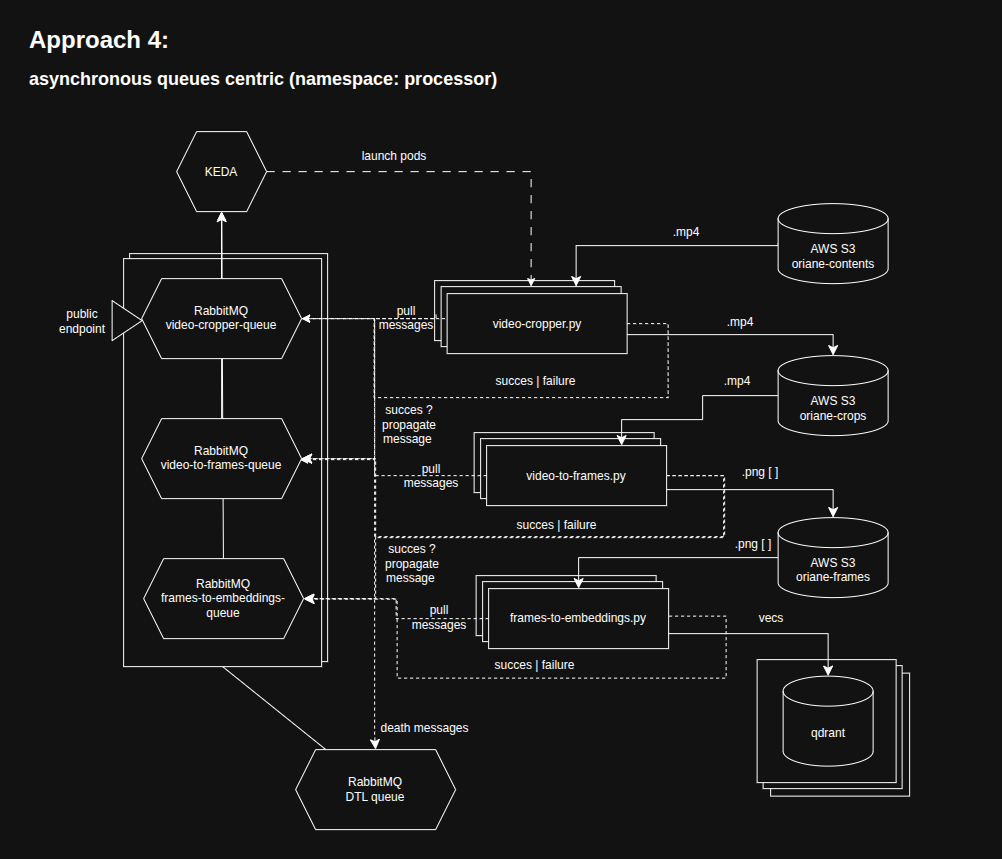 Approach 4:
asynchronous queues centric (namespace: processor)
KEDA
launch pods
.mp4
AWS S3
oriane-contents
public
endpoint
RabbitMQ
video-cropper-queue
pull
messages
video-cropper.py
.mp4
succes | failure
.mp4
AWS S3
oriane-crops
succes ?
propagate
message
RabbitMQ
video-to-frames-queue
pull
messages
video-to-frames.py
.png [ ]
succes | failure
.png [ ]
AWS S3
oriane-frames
succes ?
propagate
message
RabbitMQ
frames-to-embeddings-
queue
pull
messages
frames-to-embeddings.py
vecs
succes | failure
qdrant
death messages
RabbitMQ
DTL queue